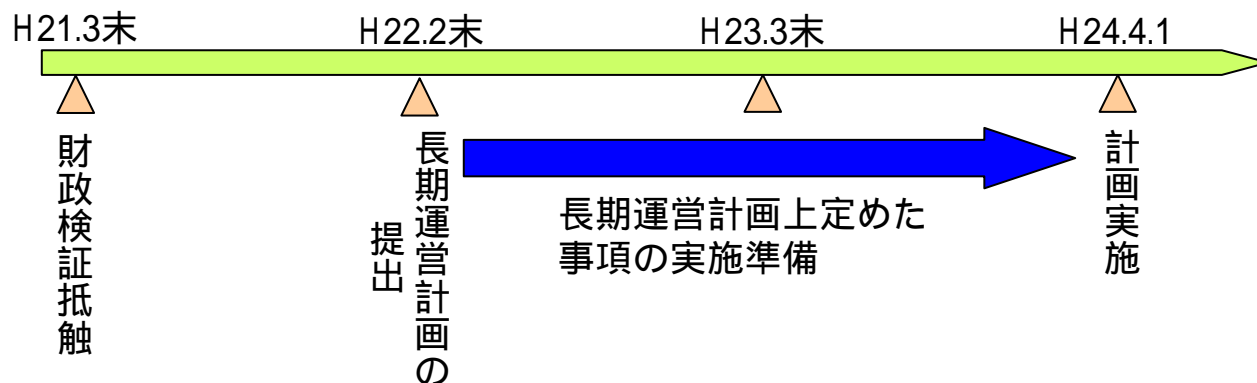 H21.3末
H22.2末
H23.3末
H24.4.1
財政検証抵触
長期運営計画の
提出
長期運営計画上定めた
事項の実施準備
計画実施